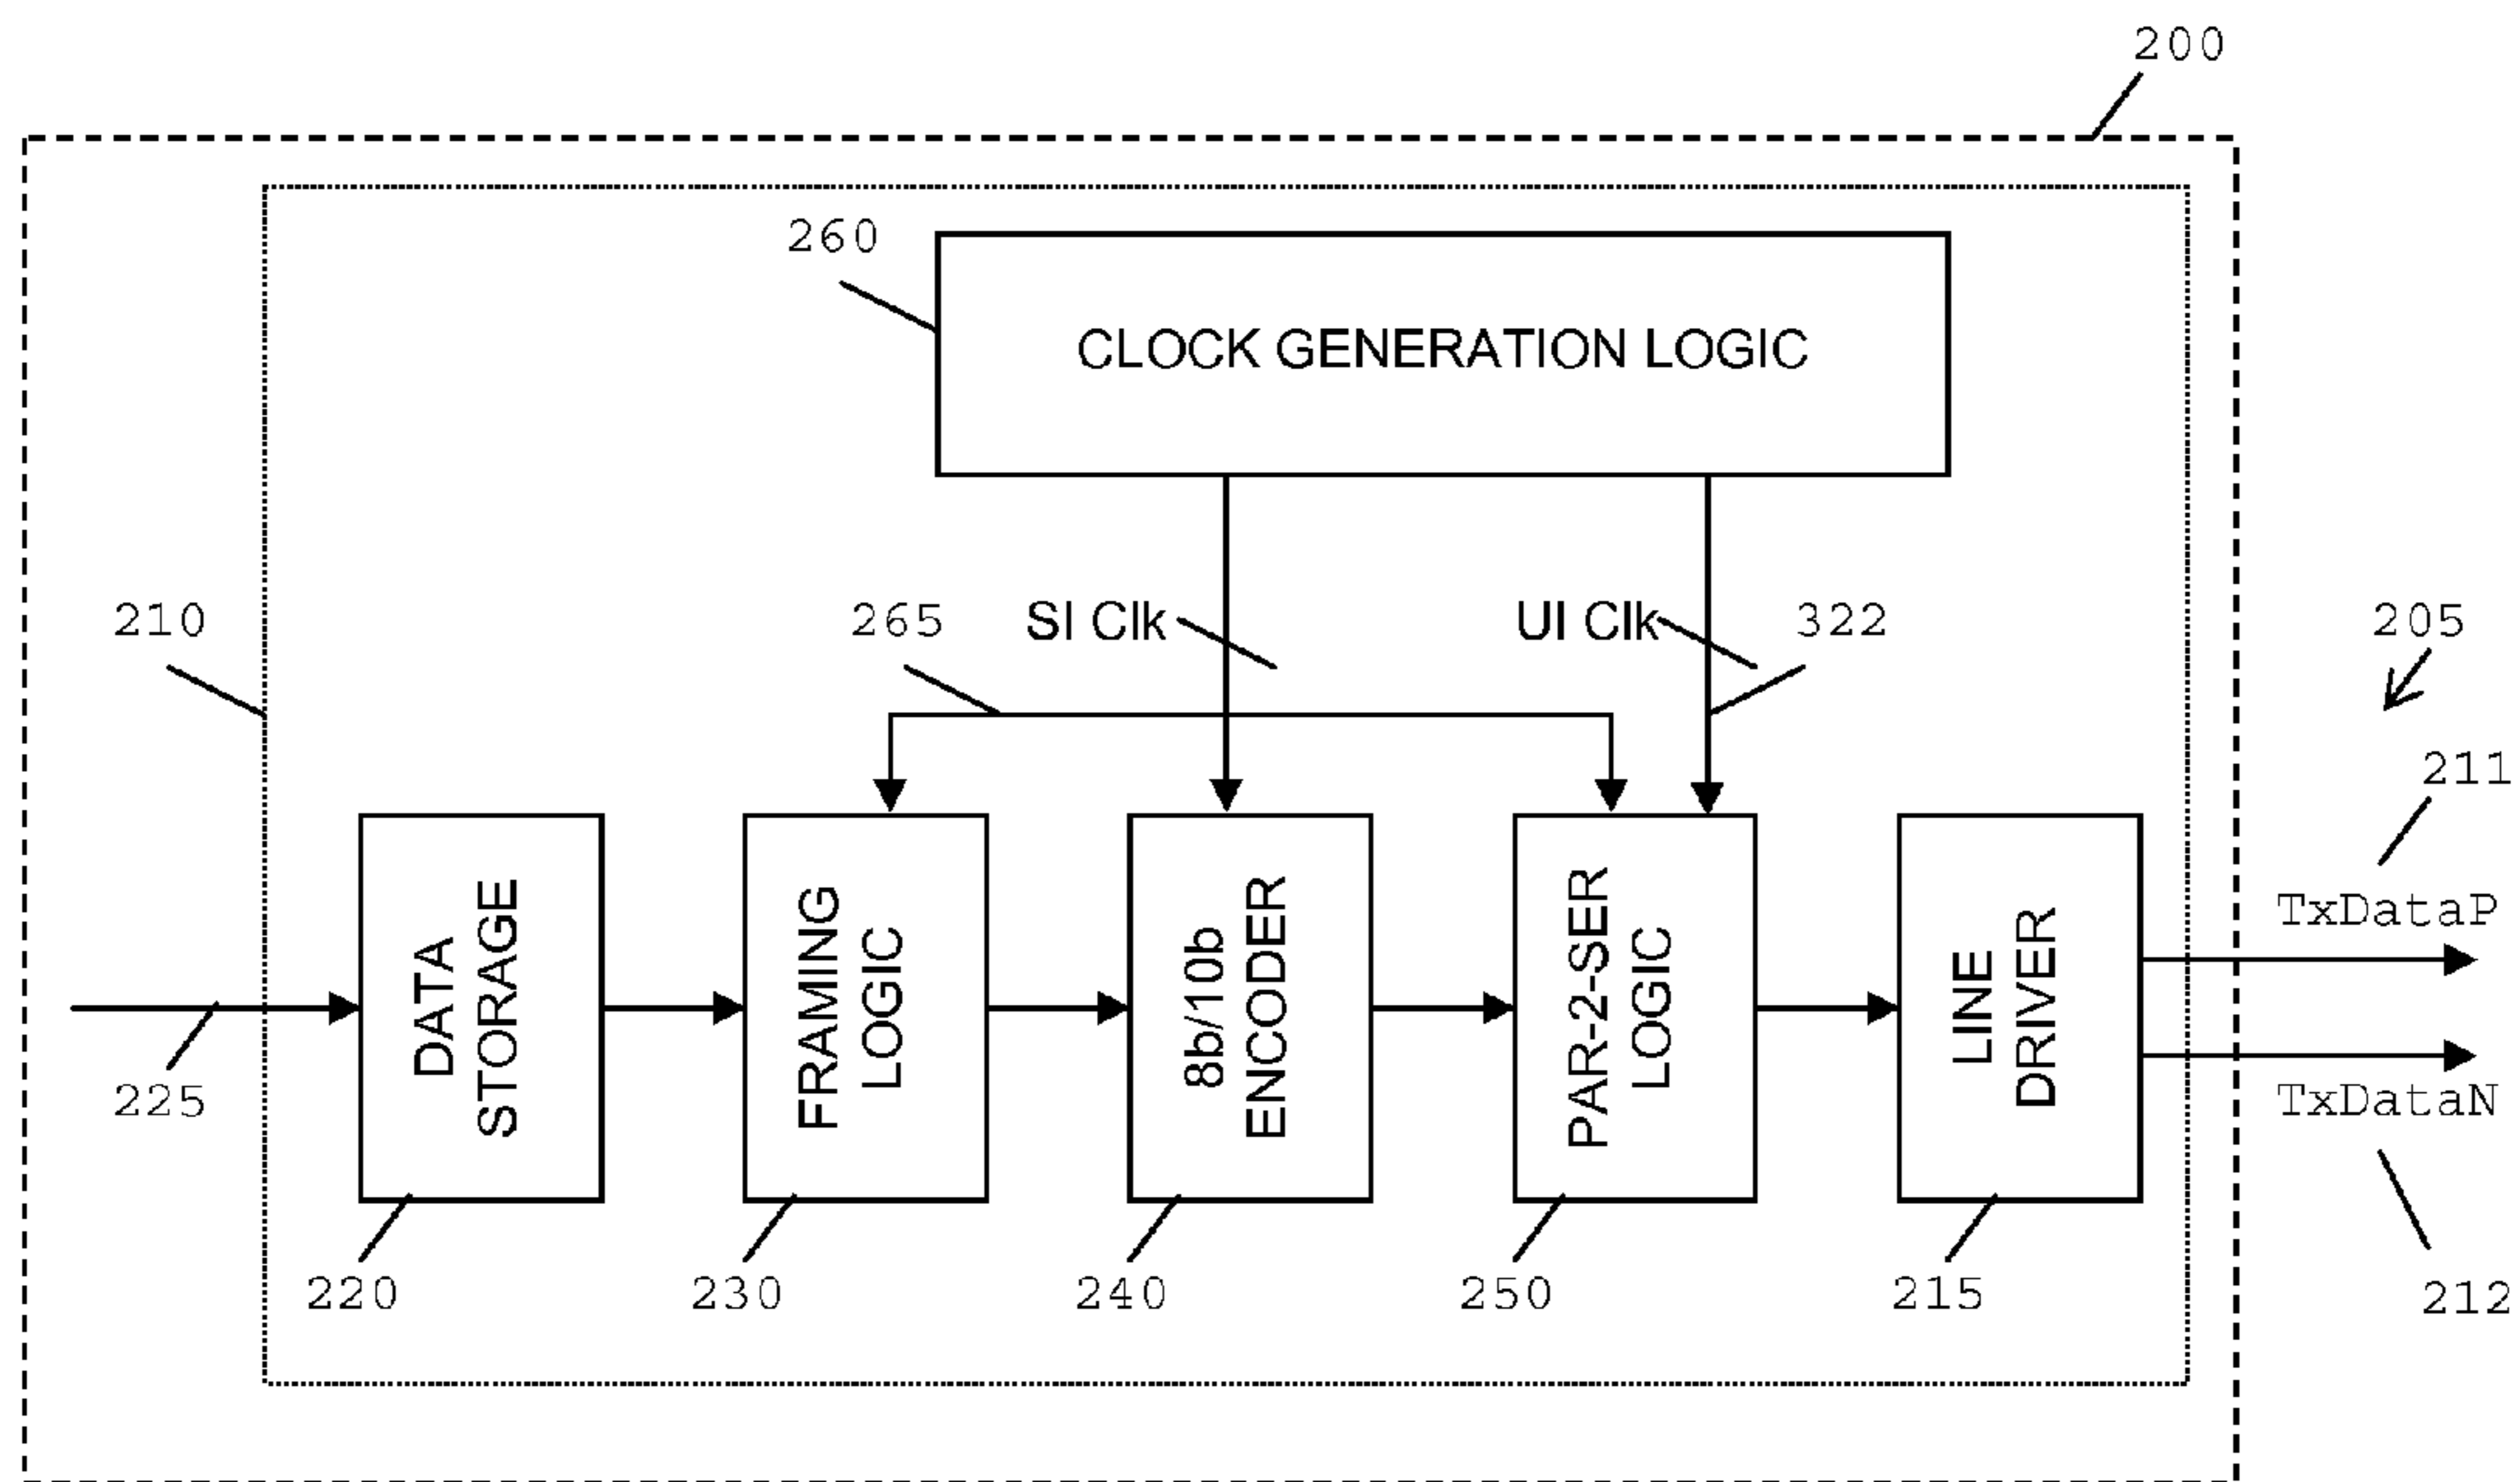 200
260
CLOCK GENERATION LOGIC
210
265
SI Clk
UI Clk
322
205
211
DATA
STORAGE
FRAMING
LOGIC
8b/10b
ENCODER
PAR-2-SER
LOGIC
LINE
DRIVER
TxDataP
225
TxDataN
220
230
240
250
215
212